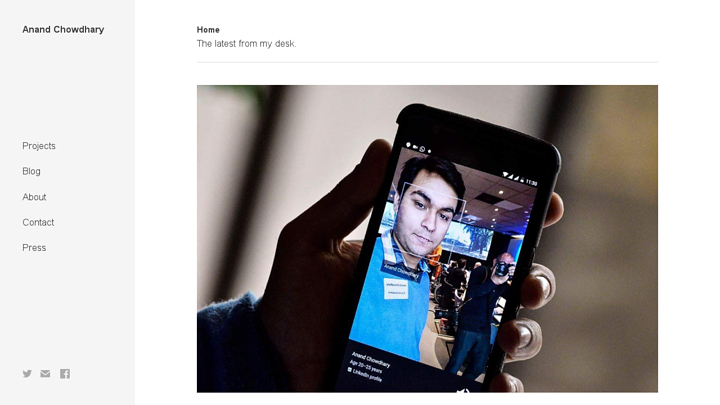 Anand Chowdhary
Projects
Blog
About
Contact
Press
Home
The latest from my desk.
11:30
Anand Chowdhary
Anand Chowdhary
Age 20–25 years
LinkedIn profile